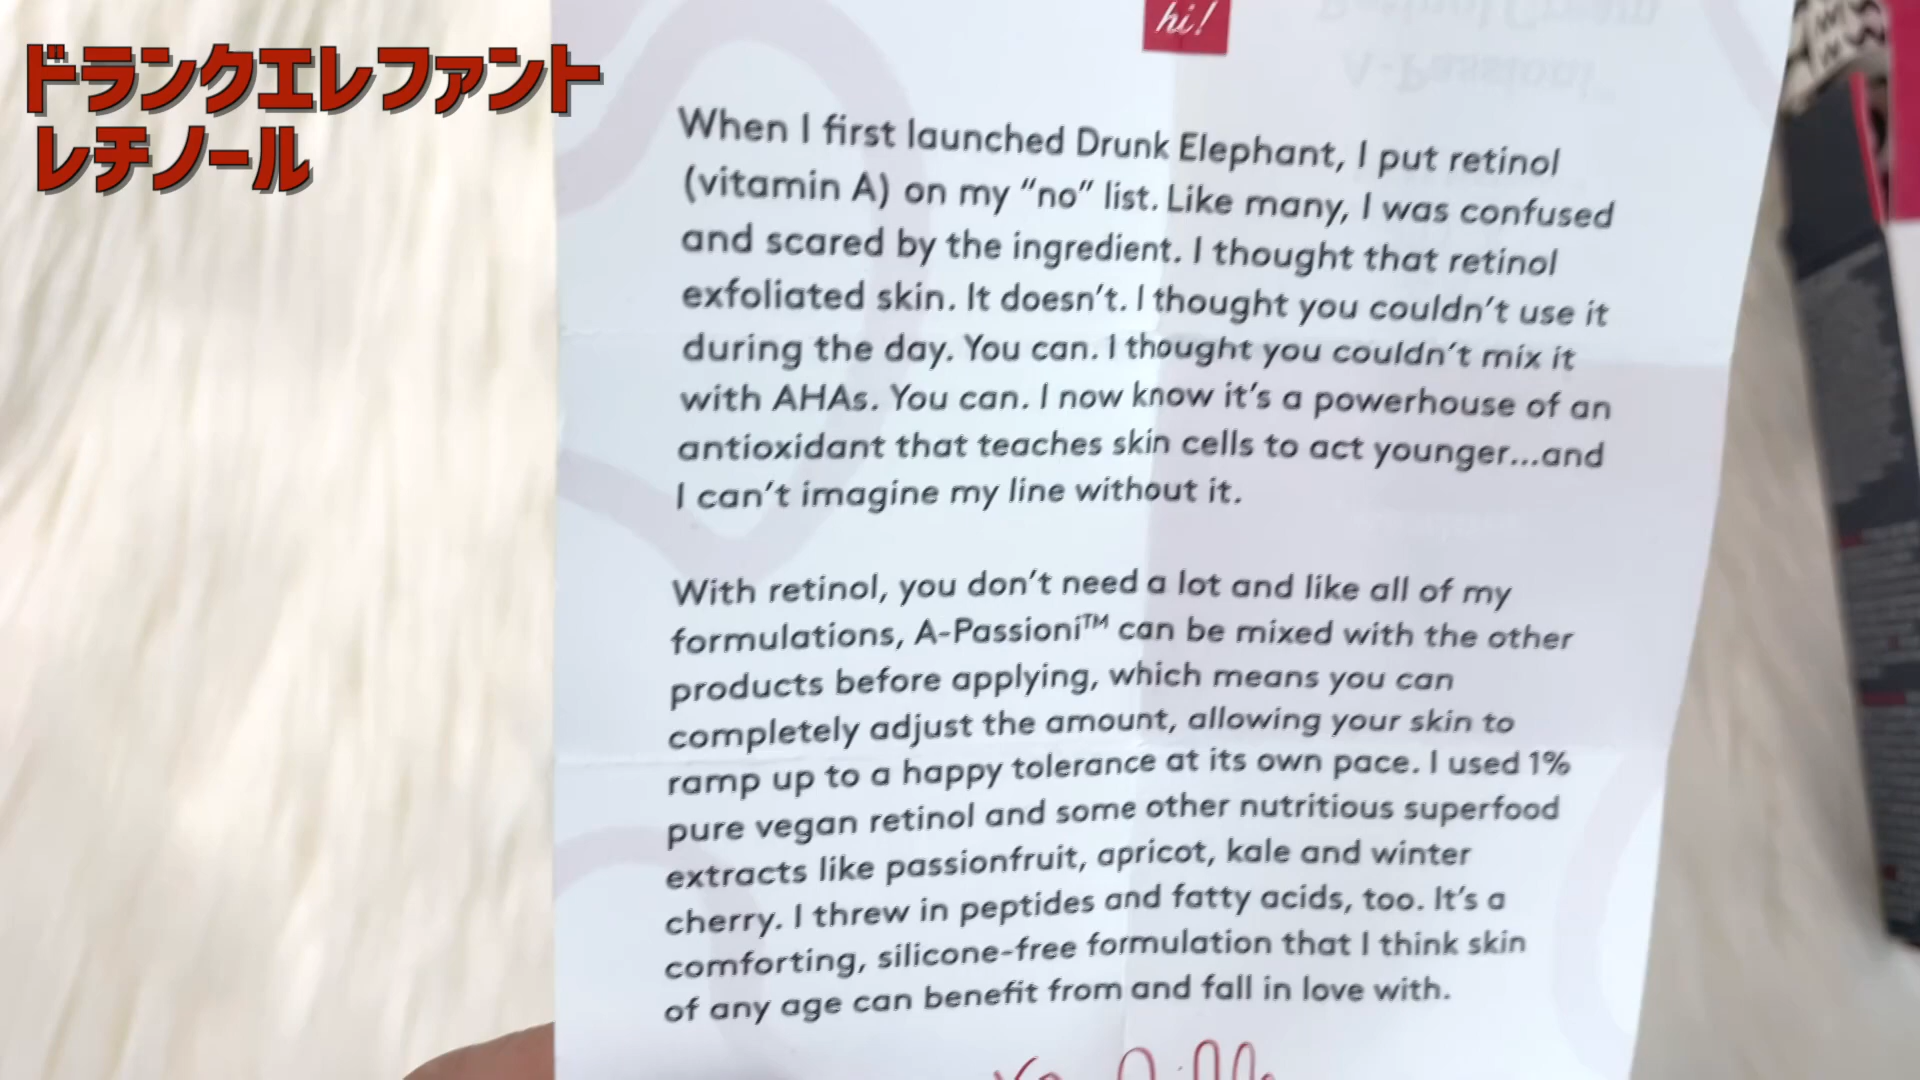 ドランクエレファント
レチノール
hi!
When I first launched Drunk Elephant, I put retinol
(vitamin A) on my “no” list. Like many, I was confused
and scared by the ingredient. I thought that retinol
exfoliated skin. It doesn’t. I thought you couldn’t use it
during the day. You can. I thought you couldn’t mix it
with AHAs. You can. I now know it’s a powerhouse of an
antioxidant that teaches skin cells to act younger...and
I can’t imagine my line without it.
With retinol, you don’t need a lot and like all of my
formulations, A-Passioni™ can be mixed with the other
products before applying, which means you can
completely adjust the amount, allowing your skin to
ramp up to a happy tolerance at its own pace. I used 1%
pure vegan retinol and some other nutritious superfood
extracts like passionfruit, apricot, kale and winter
cherry. I threw in peptides and fatty acids, too. It’s a
comforting, silicone-free formulation that I think skin
of any age can benefit from and fall in love with.